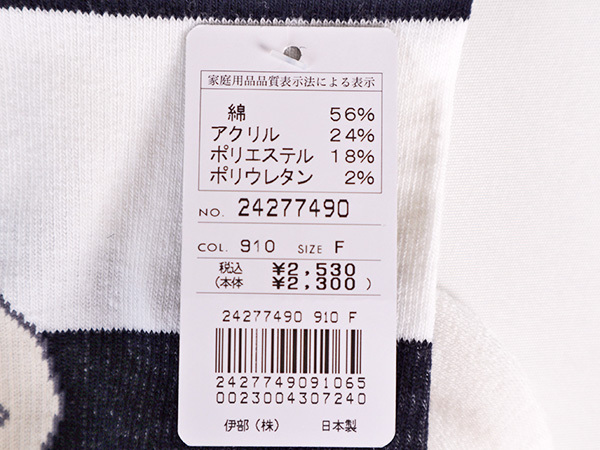 家庭用品品質表示法による表示
綿 56%
アクリル 24%
ポリエステル 18%
ポリウレタン 2%
NO. 24277490
COL. 910 SIZE F
税込 ¥2,530
(本体 ¥2,300)
24277490 910 F
2427749091065
0023004307240
伊部(株) 日本製